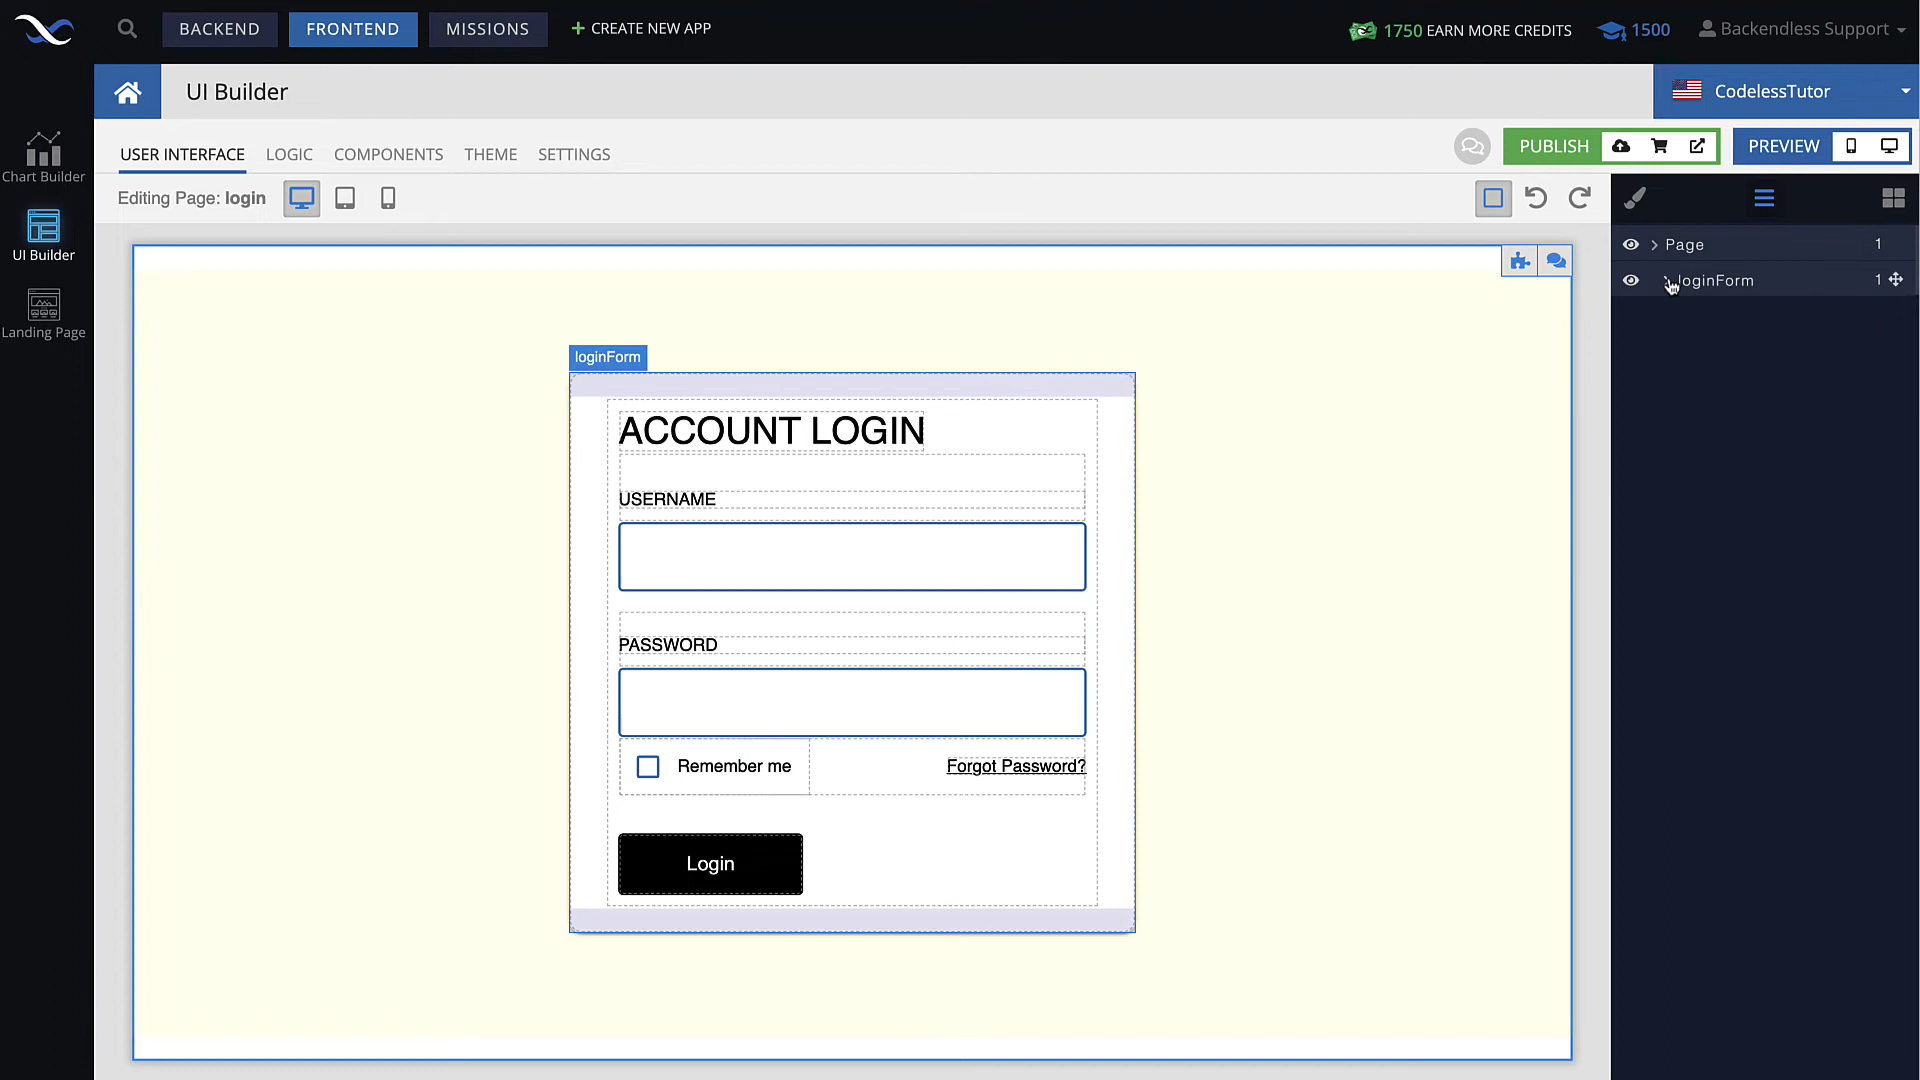 BACKEND
FRONTEND
MISSIONS
+ CREATE NEW APP
1750 EARN MORE CREDITS
1500
Backendless Support
UI Builder
CodelessTutor
USER INTERFACE
LOGIC
COMPONENTS
THEME
SETTINGS
PUBLISH
PREVIEW
Chart Builder
UI Builder
Landing Page
Editing Page: login
Page
1
loginForm
1
loginForm
ACCOUNT LOGIN
USERNAME
PASSWORD
Remember me
Forgot Password?
Login